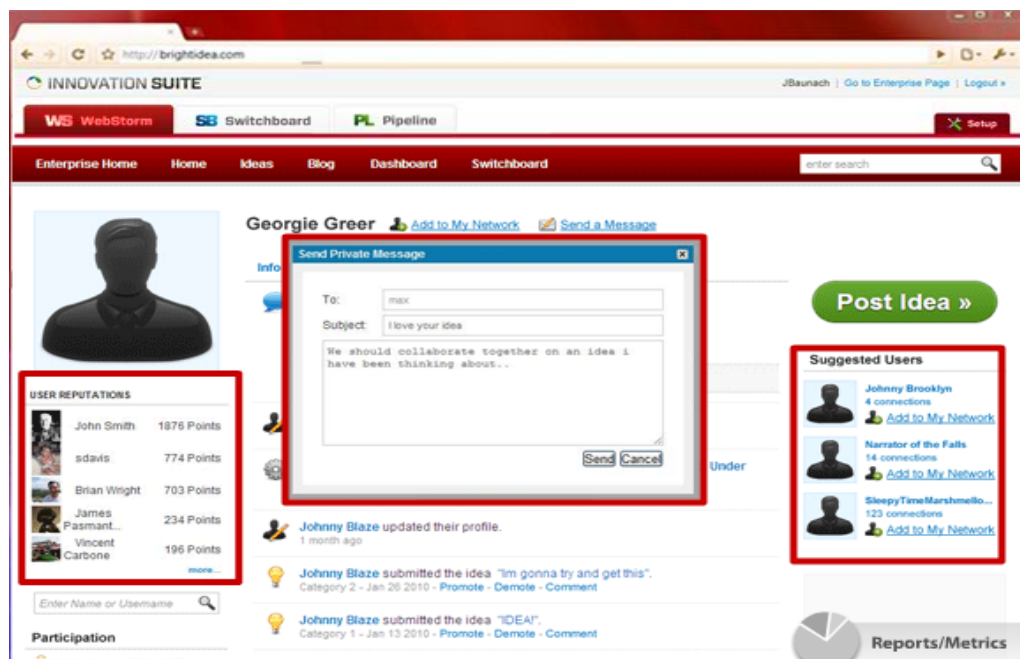 http://brightidea.com
INNOVATION SUITE
JBaunach | Go to Enterprise Page | Logout »
WS WebStorm
SB Switchboard
PL Pipeline
Setup
Enterprise Home Home Ideas Blog Dashboard Switchboard
enter search
Georgie Greer Add to My Network Send a Message
Info
Send Private Message
To: max
Subject: I love your idea
We should collaborate together on an idea i
have been thinking about..
Send Cancel
Under
USER REPUTATIONS
John Smith 1876 Points
sdavis 774 Points
Brian Wright 703 Points
James
Pasmant... 234 Points
Vincent
Carbone 196 Points
more...
Enter Name or Username
Participation
Johnny Blaze updated their profile.
1 month ago
Johnny Blaze submitted the idea "Im gonna try and get this".
Category 2 - Jan 26 2010 - Promote - Demote - Comment
Johnny Blaze submitted the idea "IDEA!".
Category 1 - Jan 13 2010 - Promote - Demote - Comment
Post Idea »
Suggested Users
Johnny Brooklyn
4 connections
Add to My Network
Narrator of the Falls
14 connections
Add to My Network
SleepyTimeMarshmello...
123 connections
Add to My Network
Reports/Metrics